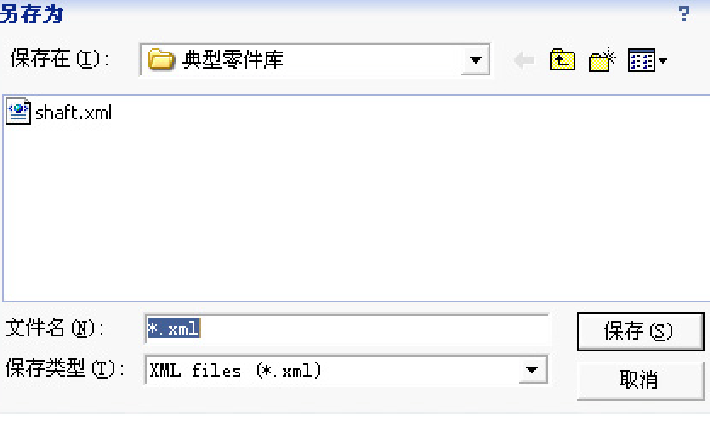 另存为 ?
保存在(I): 典型零件库
shaft.xml
文件名(N): *.xml 保存(S)
保存类型(T): XML files (*.xml) 取消